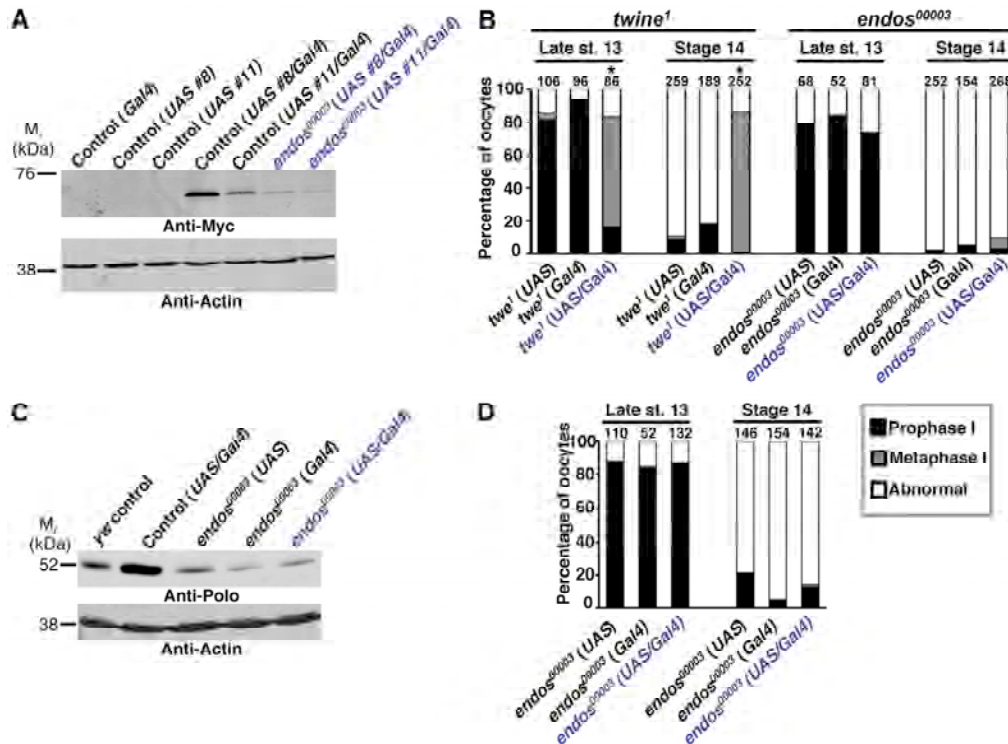 A
Control (Gal4)
Control (UAS #8)
Control (UAS #11)
Control (UAS #8/Gal4)
Control (UAS #11/Gal4)
endos00003 (UAS #8/Gal4)
endos00003 (UAS #11/Gal4)
Mr
(kDa)
76
Anti-Myc
38
Anti-Actin
B
twine1
endos00003
Late st. 13
Stage 14
Late st. 13
Stage 14
* *
106 96 86 259 189 252 68 52 81 252 154 268
Percentage of oocytes
100
80
60
40
20
0
twe1 (UAS)
twe1 (Gal4)
twe1 (UAS/Gal4)
twe1 (UAS)
twe1 (Gal4)
twe1 (UAS/Gal4)
endos00003 (UAS)
endos00003 (Gal4)
endos00003 (UAS/Gal4)
endos00003 (UAS)
endos00003 (Gal4)
endos00003 (UAS/Gal4)
C
yw control
Control (UAS/Gal4)
endos00003 (UAS)
endos00003 (Gal4)
endos00003 (UAS/Gal4)
Mr
(kDa)
52
Anti-Polo
38
Anti-Actin
D
Late st. 13
Stage 14
110 52 132 146 154 142
Percentage of oocytes
100
80
60
40
20
0
endos00003 (UAS)
endos00003 (Gal4)
endos00003 (UAS/Gal4)
endos00003 (UAS)
endos00003 (Gal4)
endos00003 (UAS/Gal4)
Prophase I
Metaphase I
Abnormal